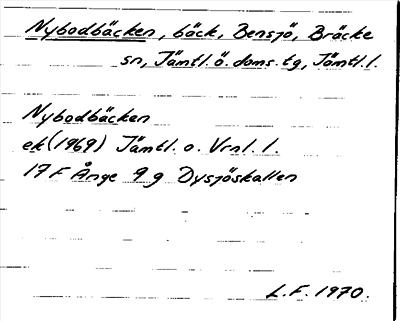 Nybodbäcken, bäck, Bensjö, Bräcke
sn, Jämtl.ö.doms.tg, Jämtl.l.
Nybodbäcken
ek(1969) Jämtl. o. Vrnl. l.
17 F Ånge 9 g Dysjöskallen
L.F. 1970.